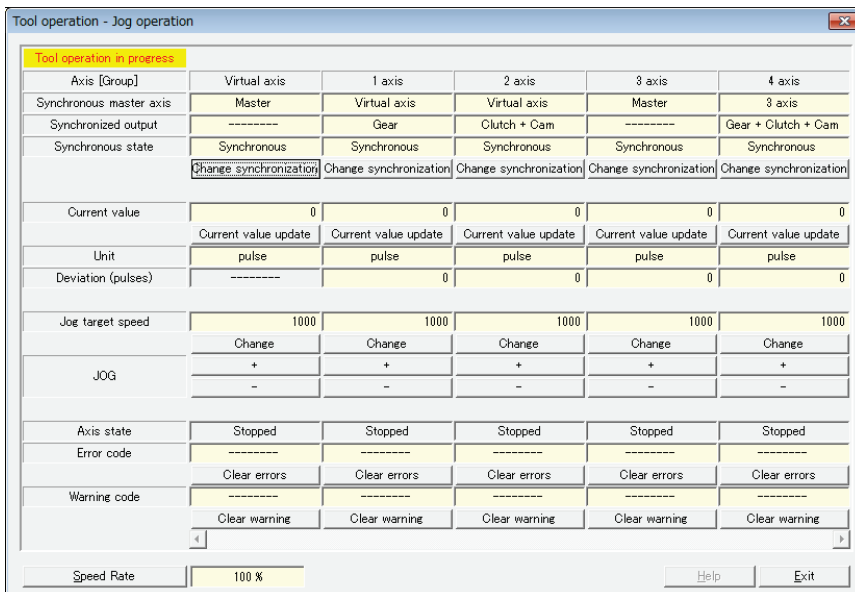 Tool operation - Jog operation
Tool operation in progress
Axis [Group] Virtual axis 1 axis 2 axis 3 axis 4 axis
Synchronous master axis Master Virtual axis Virtual axis Master 3 axis
Synchronized output -------- Gear Clutch + Cam -------- Gear + Clutch + Cam
Synchronous state Synchronous Synchronous Synchronous Synchronous Synchronous
Change synchronization Change synchronization Change synchronization Change synchronization Change synchronization
Current value 0 0 0 0 0
Current value update Current value update Current value update Current value update Current value update
Unit pulse pulse pulse pulse pulse
Deviation (pulses) -------- 0 0 0 0
Jog target speed 1000 1000 1000 1000 1000
Change Change Change Change Change
JOG
+ + + + +
- - - - -
Axis state Stopped Stopped Stopped Stopped Stopped
Error code -------- -------- -------- -------- --------
Clear errors Clear errors Clear errors Clear errors Clear errors
Warning code -------- -------- -------- -------- --------
Clear warning Clear warning Clear warning Clear warning Clear warning
Speed Rate 100 % Help Exit